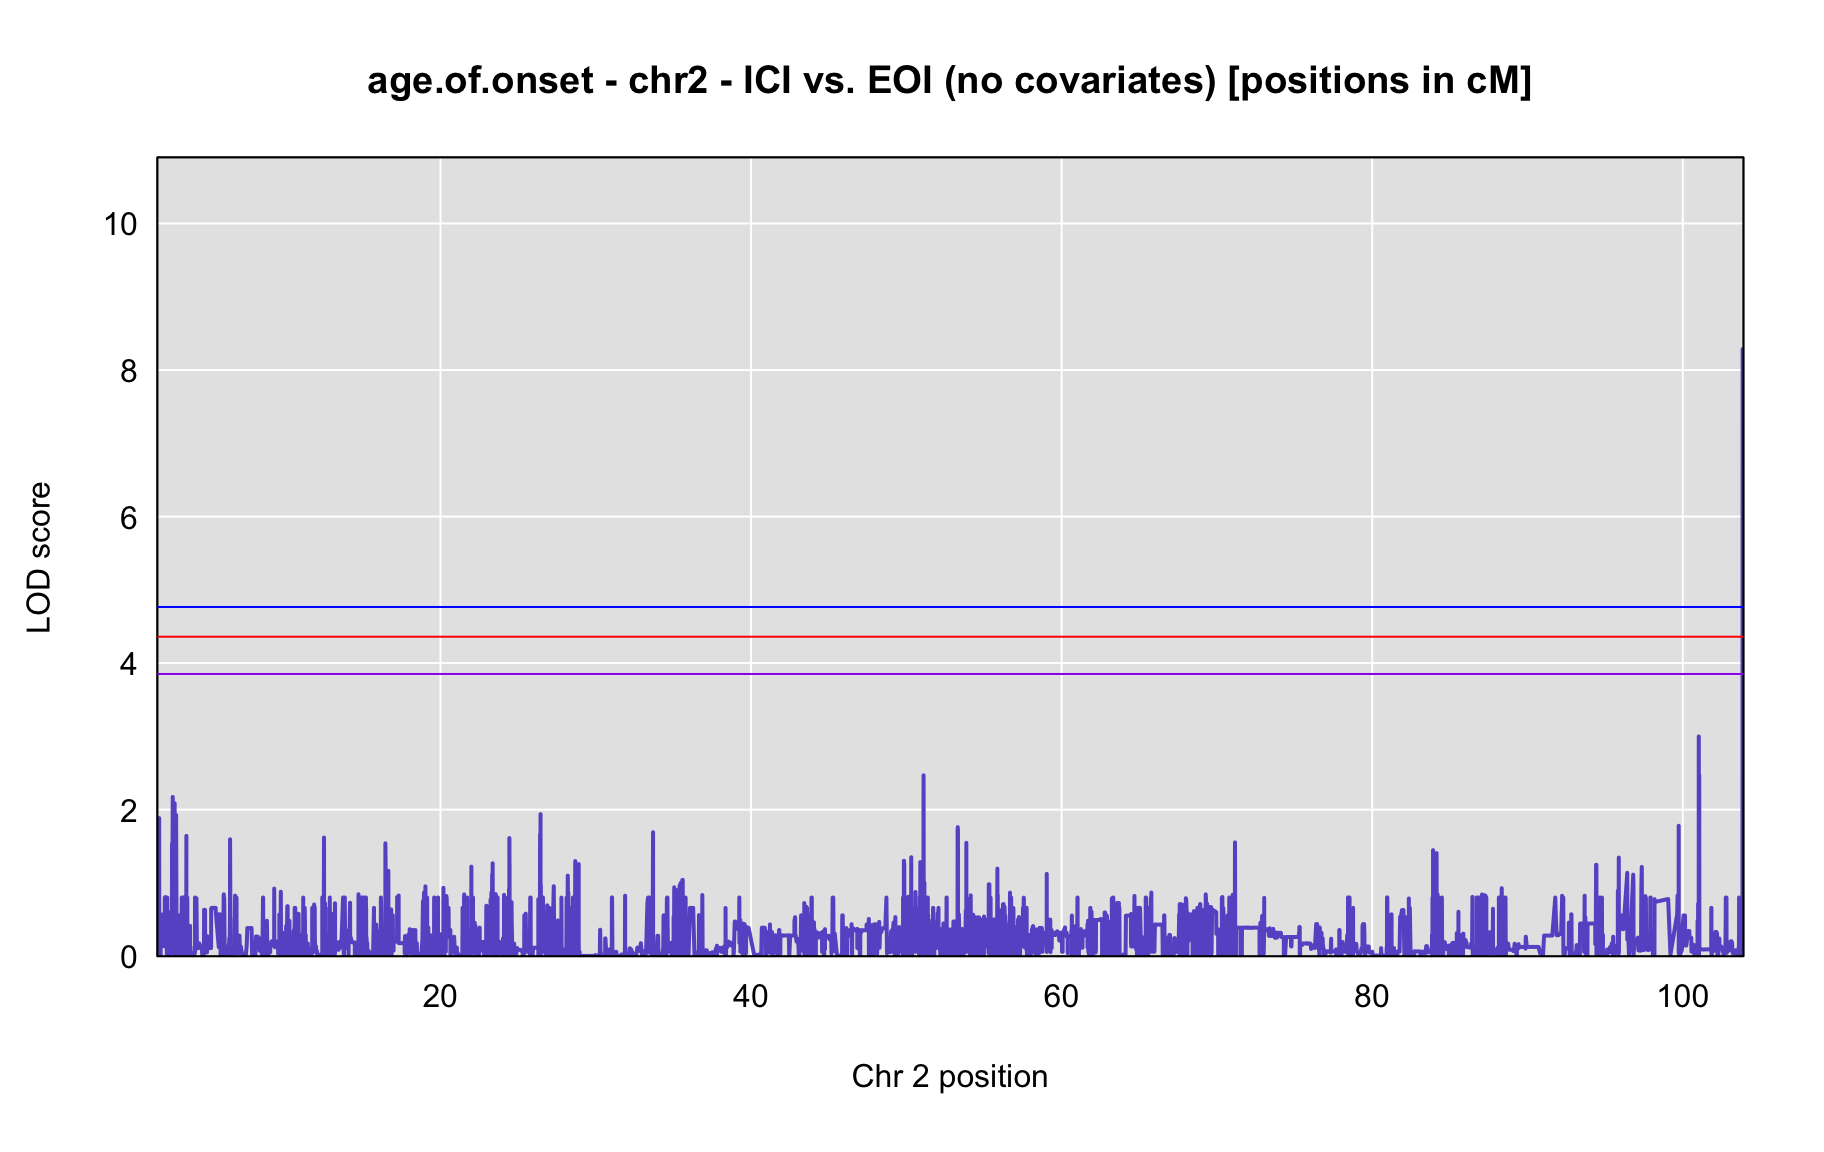 age.of.onset - chr2 - ICI vs. EOI (no covariates) [positions in cM]
10
8
6
4
2
0
LOD score
20 40 60 80 100
Chr 2 position